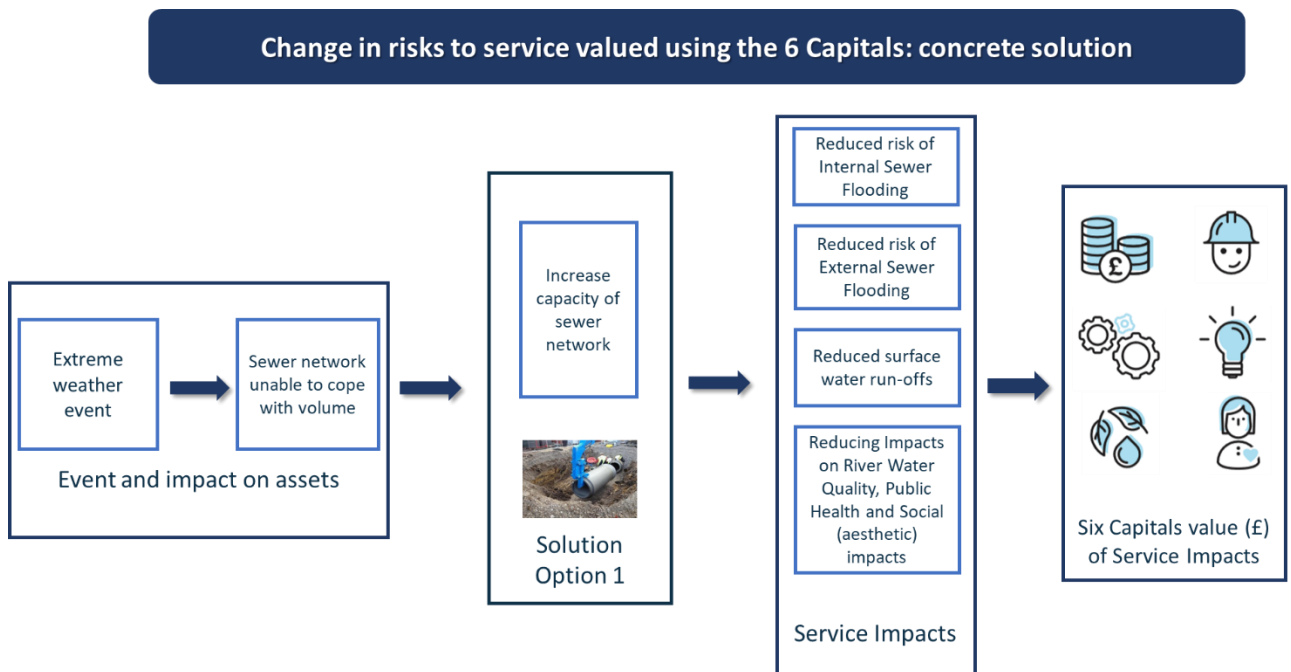 Change in risks to service valued using the 6 Capitals: concrete solution
Extreme
weather
event
Sewer network
unable to cope
with volume
Event and impact on assets
Increase
capacity of
sewer
network
Solution
Option 1
Reduced risk of
Internal Sewer
Flooding
Reduced risk of
External Sewer
Flooding
Reduced surface
water run-offs
Reducing Impacts
on River Water
Quality, Public
Health and Social
(aesthetic)
impacts
Service Impacts
£
Six Capitals value (£)
of Service Impacts